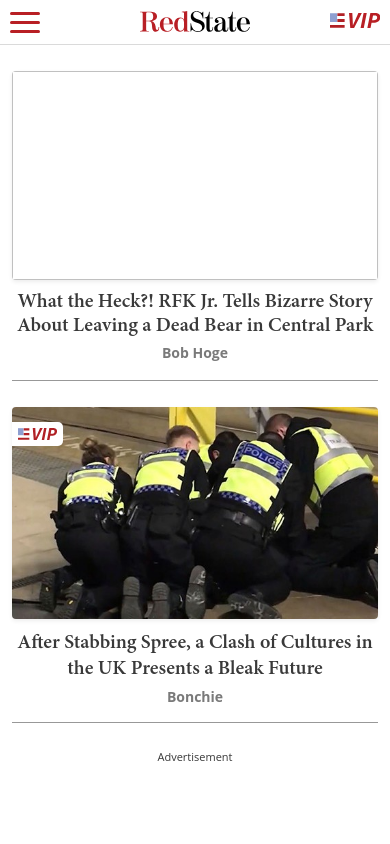 RedState
VIP
What the Heck?! RFK Jr. Tells Bizarre Story
About Leaving a Dead Bear in Central Park
Bob Hoge
VIP
POLICE
After Stabbing Spree, a Clash of Cultures in
the UK Presents a Bleak Future
Bonchie
Advertisement